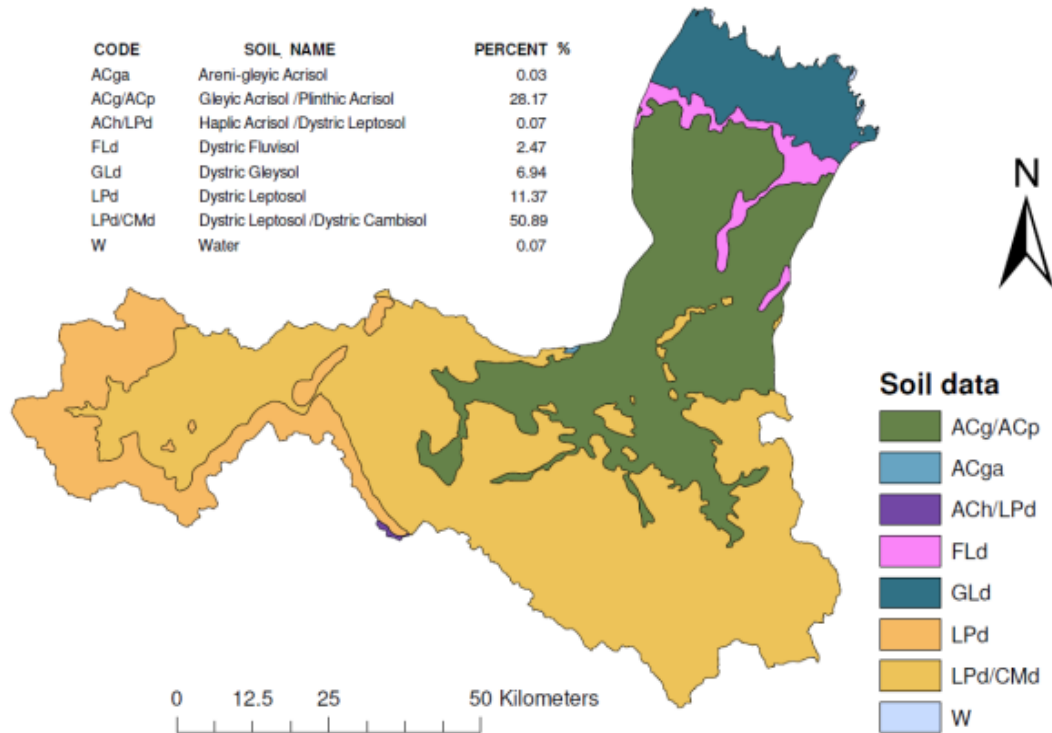 CODE SOIL NAME PERCENT %
ACga Areni-gleyic Acrisol 0.03
ACg/ACp Gleyic Acrisol /Plinthic Acrisol 28.17
ACh/LPd Haplic Acrisol /Dystric Leptosol 0.07
FLd Dystric Fluvisol 2.47
GLd Dystric Gleysol 6.94
LPd Dystric Leptosol 11.37
LPd/CMd Dystric Leptosol /Dystric Cambisol 50.89
W Water 0.07
N
Soil data
ACg/ACp
ACga
ACh/LPd
FLd
GLd
LPd
LPd/CMd
W
0 12.5 25 50 Kilometers